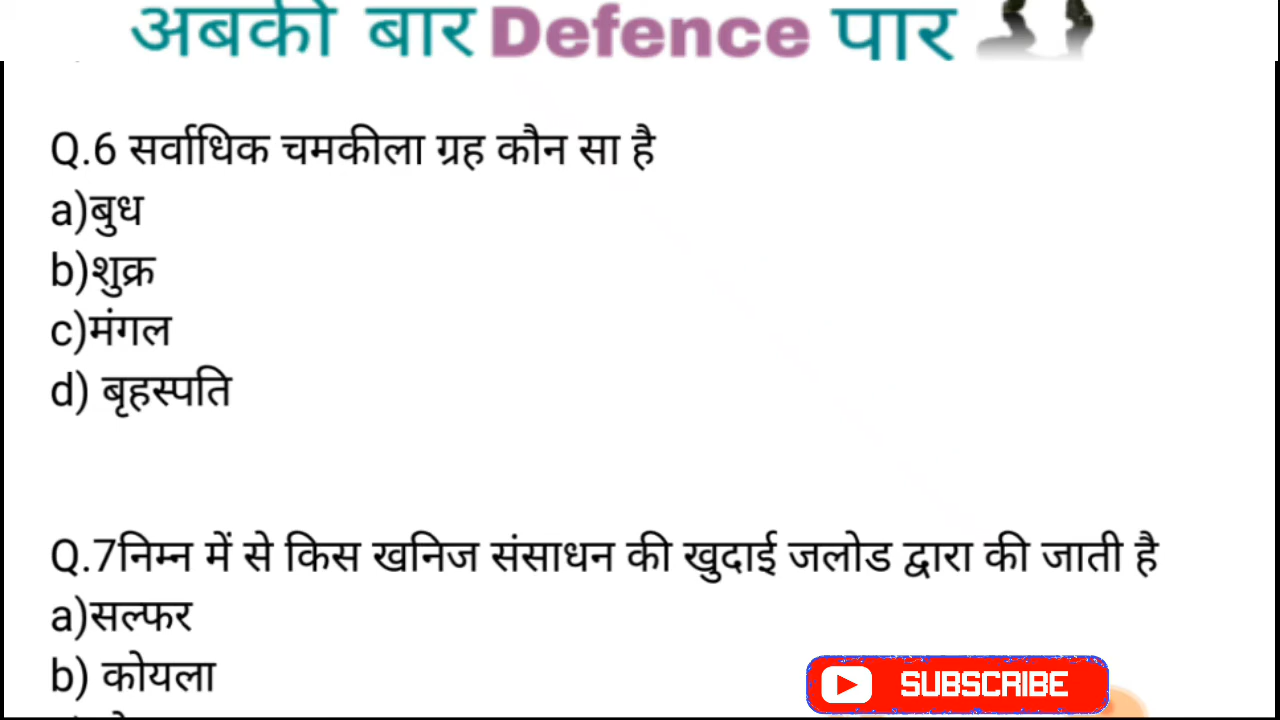 अबकी बार Defence पार
Q.6 सर्वाधिक चमकीला ग्रह कौन सा है
a)बुध
b)शुक्र
c)मंगल
d) बृहस्पति
Q.7निम्न में से किस खनिज संसाधन की खुदाई जलोड द्वारा की जाती है
a)सल्फर
b) कोयला
SUBSCRIBE